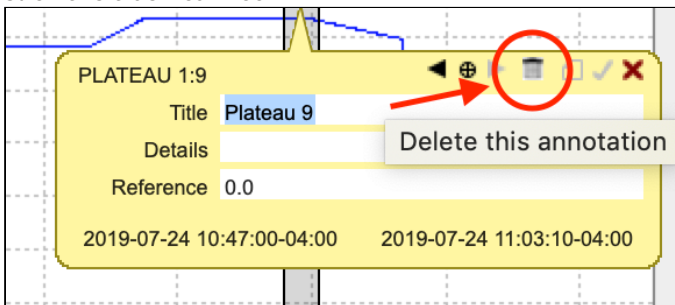 PLATEAU 1:9
Title Plateau 9
Details
Delete this annotation
Reference 0.0
2019-07-24 10:47:00-04:00 2019-07-24 11:03:10-04:00